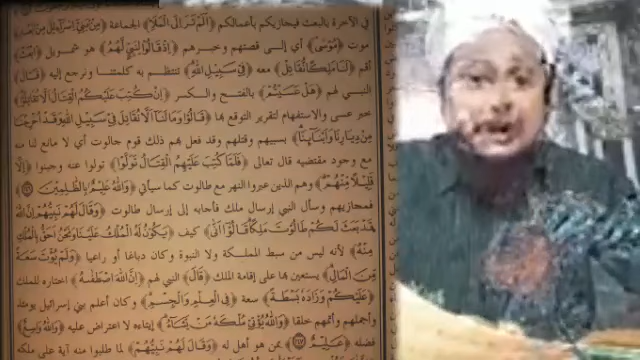 في الآخرة بالبعث فيجازيكم بأعمالكم ﴿أَلَمْ تَرَ إِلَى الْمَلَإِ﴾ الجماعة ﴿مِنْ بَنِي إِسْرَائِيلَ مِنْ بَعْدِ﴾
موت ﴿مُوسَى﴾ أي إلى قصتهم وخبرهم ﴿إِذْ قَالُوا لِنَبِيٍّ لَهُمُ﴾ هو شمويل ﴿ابْعَثْ﴾
أقم ﴿لَنَا مَلِكًا نُقَاتِلْ﴾ معه ﴿فِي سَبِيلِ اللَّهِ﴾ تنتظم به كلمتنا ونرجع إليه ﴿قَالَ﴾
النبي لهم ﴿هَلْ عَسَيْتُمْ﴾ بالفتح والكسر ﴿إِنْ كُتِبَ عَلَيْكُمُ الْقِتَالُ أَلَّا تُقَاتِلُوا﴾
خبر عسى والاستفهام لتقرير التوقع بها ﴿قَالُوا وَمَا لَنَا أَلَّا نُقَاتِلَ فِي سَبِيلِ اللَّهِ وَقَدْ أُخْرِجْنَا
مِنْ دِيَارِنَا وَأَبْنَائِنَا﴾ بسبيهم وقتلهم وقد فعل بهم ذلك قوم جالوت أي لا مانع لنا منه
مع وجود مقتضيه قال تعالى ﴿فَلَمَّا كُتِبَ عَلَيْهِمُ الْقِتَالُ تَوَلَّوْا﴾ تولوا عنه وجبنوا ﴿إِلَّا
قَلِيلًا مِنْهُمْ﴾ وهم الذين عبروا النهر مع طالوت كما سيأتي ﴿وَاللَّهُ عَلِيمٌ بِالظَّالِمِينَ﴾
فمجازيهم وسأل النبي إرسال ملك فأجابه إلى إرسال طالوت ﴿وَقَالَ لَهُمْ نَبِيُّهُمْ إِنَّ اللَّهَ
قَدْ بَعَثَ لَكُمْ طَالُوتَ مَلِكًا قَالُوا أَنَّى﴾ كيف ﴿يَكُونُ لَهُ الْمُلْكُ عَلَيْنَا وَنَحْنُ أَحَقُّ بِالْمُلْكِ
مِنْهُ﴾ لأنه ليس من سبط المملكة ولا النبوة وكان دباغا أو راعيا ﴿وَلَمْ يُؤْتَ سَعَةً
مِنَ الْمَالِ﴾ يستعين بها على إقامة الملك ﴿قَالَ﴾ النبي لهم ﴿إِنَّ اللَّهَ اصْطَفَاهُ﴾ اختاره للملك
﴿عَلَيْكُمْ وَزَادَهُ بَسْطَةً﴾ سعة ﴿فِي الْعِلْمِ وَالْجِسْمِ﴾ وكان أعلم بني إسرائيل يومئذ
وأجملهم وأتمهم خلقا ﴿وَاللَّهُ يُؤْتِي مُلْكَهُ مَنْ يَشَاءُ﴾ إيتاءه لا اعتراض عليه ﴿وَاللَّهُ وَاسِعٌ﴾
فضله ﴿عَلِيمٌ﴾ ﴿٢٤٧﴾ بمن هو أهل له ﴿وَقَالَ لَهُمْ نَبِيُّهُمْ﴾ لما طلبوا منه آية على ملكه